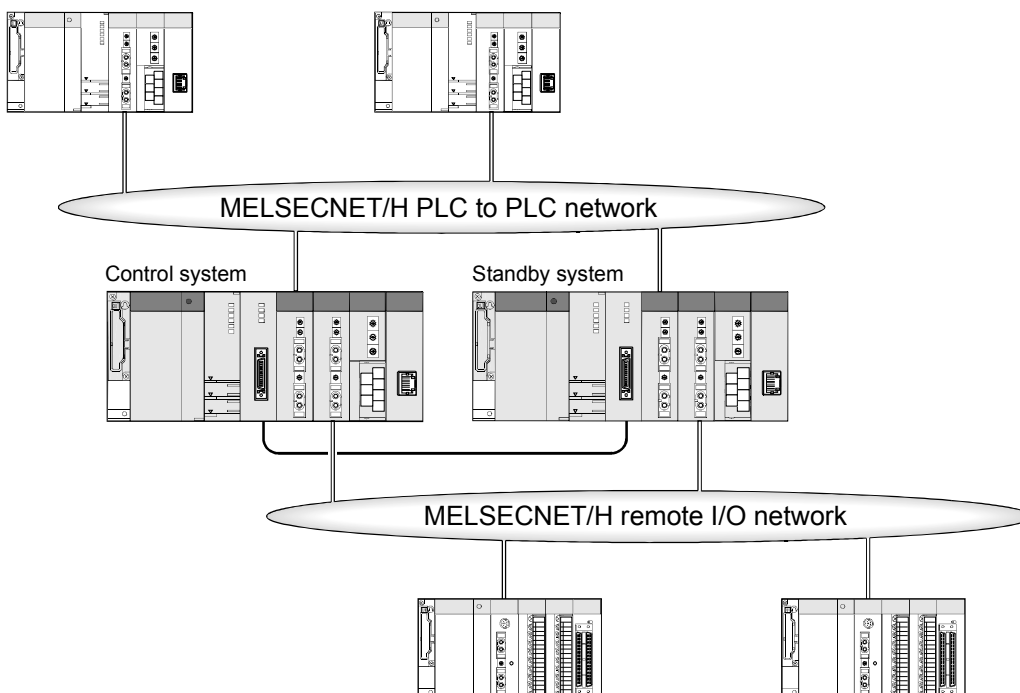 MELSECNET/H PLC to PLC network
Control system
Standby system
MELSECNET/H remote I/O network